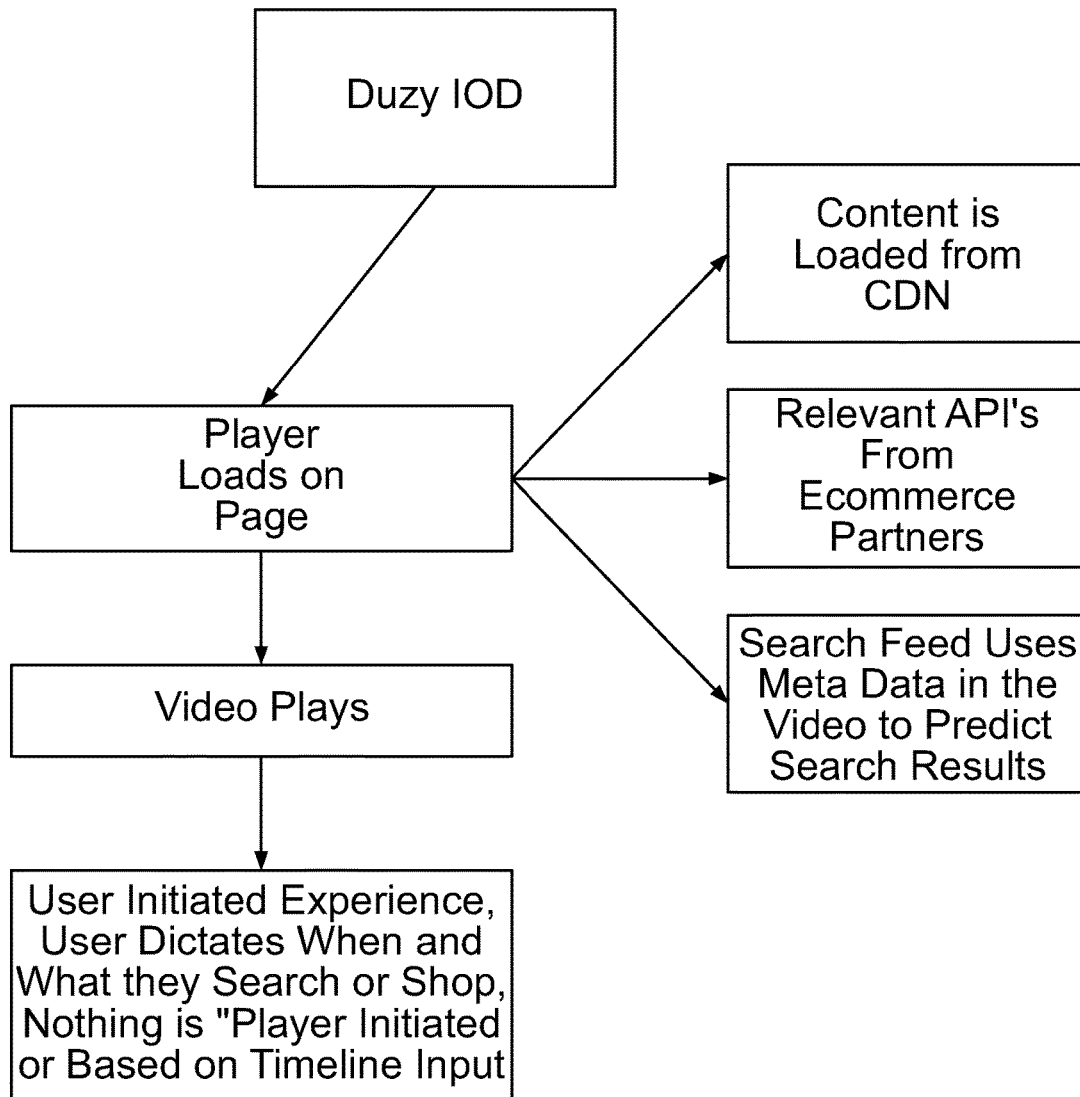 Duzy IOD
Content is
Loaded from
CDN
Player
Loads on
Page
Relevant API's
From
Ecommerce
Partners
Search Feed Uses
Meta Data in the
Video to Predict
Search Results
Video Plays
User Initiated Experience,
User Dictates When and
What they Search or Shop,
Nothing is "Player Initiated
or Based on Timeline Input